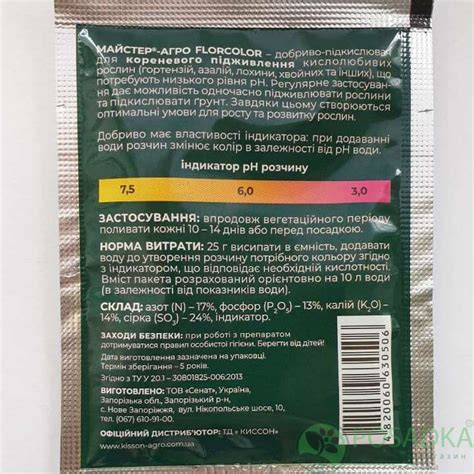 МАЙСТЕР®-АГРО FLORCOLOR – добриво-підкислювач
для кореневого підживлення кислолюбивих
рослин (гортензій, азалій, лохини, хвойних та інших), що
потребують низького рівня pH. Регулярне застосуван-
ня дає можливість одночасно підживлювати рослини
та підкислювати ґрунт. Завдяки цьому створюються
оптимальні умови для росту та розвитку рослин.
Добриво має властивості індикатора: при додаванні
води розчин змінює колір в залежності від pH води.
індикатор pH розчину
7,5 6,0 3,0
ЗАСТОСУВАННЯ: впродовж вегетаційного періоду
поливати кожні 10 – 14 днів або перед посадкою.
НОРМА ВИТРАТИ: 25 г висипати в ємність, додавати
воду до утворення розчину потрібного кольору згідно
з індикатором, що відповідає необхідній кислотності.
Вміст пакета розрахований орієнтовно на 10 л води
(в залежності від показників води).
СКЛАД: азот (N) – 17%, фосфор (P₂O₅) – 13%, калій (K₂O) –
14%, сірка (SO₃) – 24%, індикатор.
ЗАХОДИ БЕЗПЕКИ: при роботі з препаратом
дотримуватися правил особистої гігієни. Берегти від дітей!
Дата виготовлення зазначена на упаковці.
Термін зберігання – 5 років.
Згідно з ТУ У 20.1 – 30801825-006:2013
ВИГОТОВЛЕНО: ТОВ «Сенат», Україна,
Запорізька обл., Запорізький р-н,
с. Нове Запоріжжя, вул. Нікопольське шосе, 10,
тел. (067) 610-91-00.
ОФІЦІЙНИЙ ДИСТРИБ'ЮТОР: ТД «КИССОН»
www.kisson-agro.com.ua
4820060630506
АГРОБАОКА
магазин